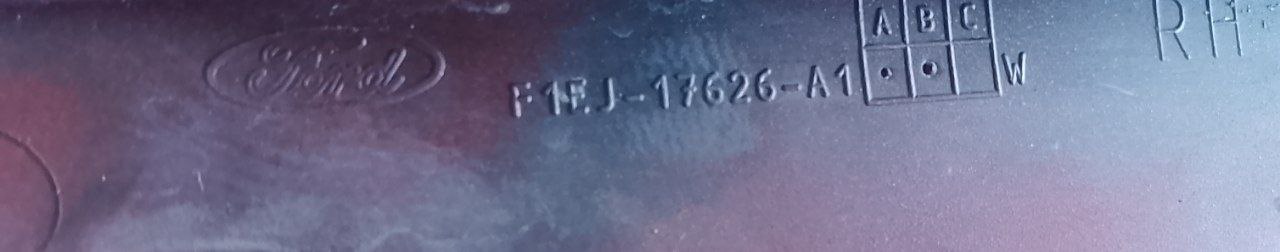 Ford
F1EJ-17626-A1
A B C
W
RH